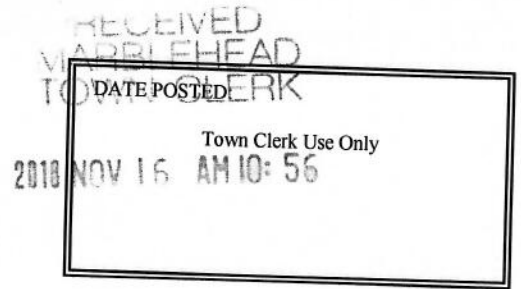 RECEIVED
MARBLEHEAD
TOWN CLERK
DATE POSTED:
Town Clerk Use Only
2018 NOV 16 AM 10: 56